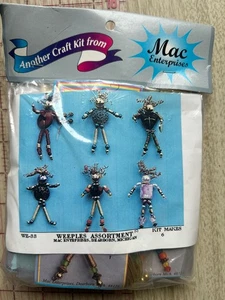 Another Craft Kit from
Mac
Enterprises
WE-33
WEEPLES ASSORTMENT
KIT MAKES
MAC ENTERPRISES, DEARBORN, MICHIGAN
6